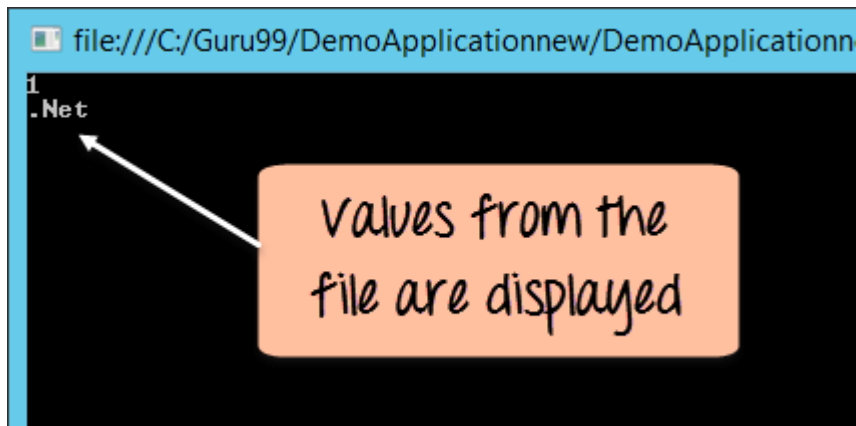 file:///C:/Guru99/DemoApplicationnew/DemoApplicationn
1
.Net
Values from the
file are displayed